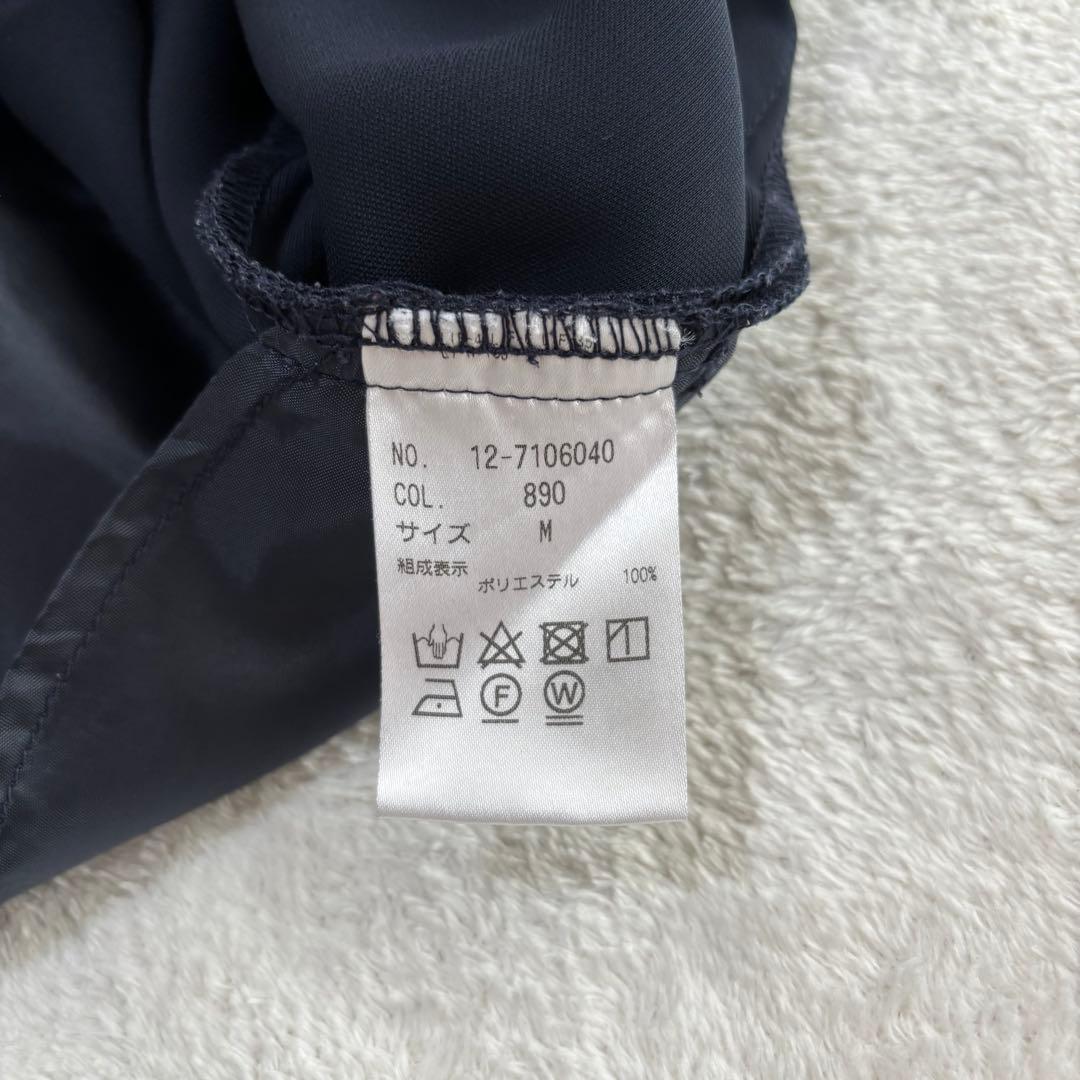 NO. 12-7106040
COL. 890
サイズ M
組成表示
ポリエステル 100%
F W